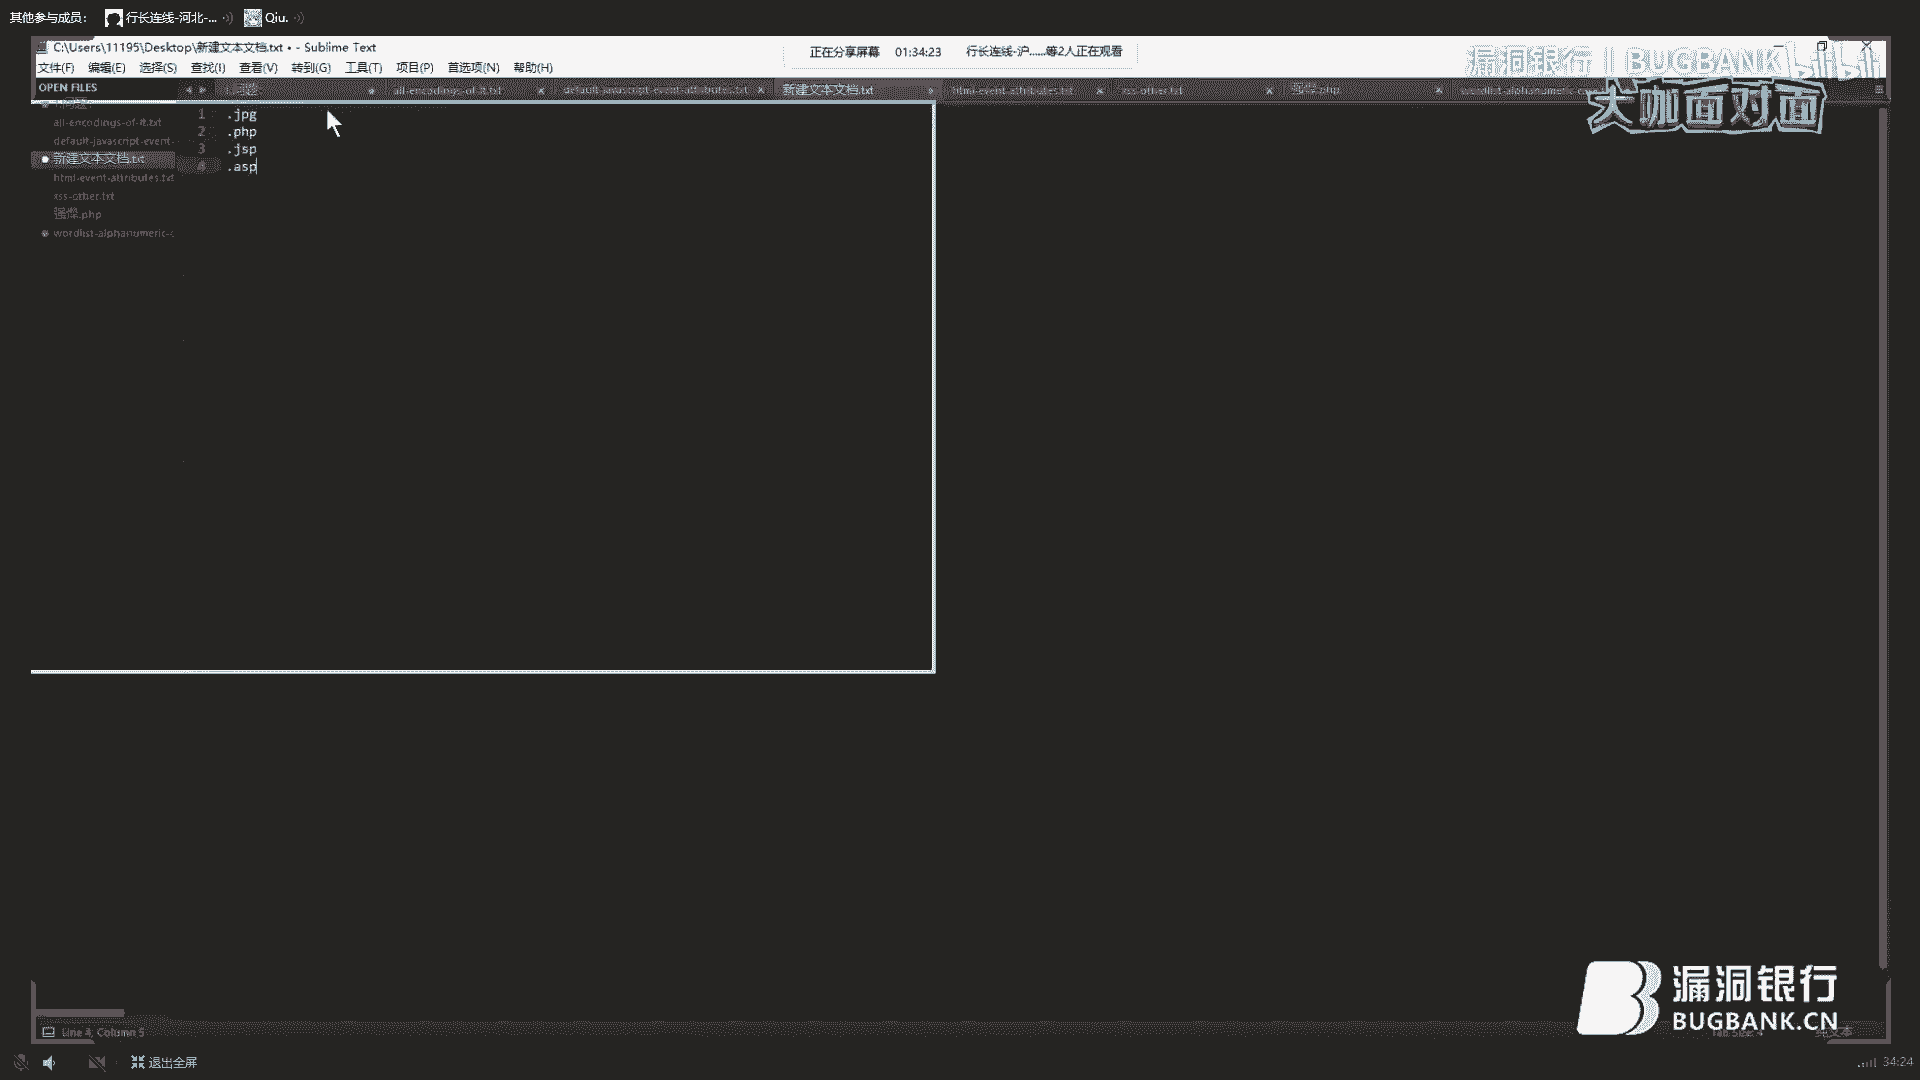 其他参与成员： 行长连线-河北-... Qiu.
C:\Users\11195\Desktop\新建文本文档.txt • - Sublime Text
正在分享屏幕 01:34:23 行长连线-沪......等2人正在观看
漏洞银行 | BUGBANK bilibili
文件(F) 编辑(E) 选择(S) 查找(I) 查看(V) 转到(G) 工具(T) 项目(P) 首选项(N) 帮助(H)
大咖面对面
OPEN FILES
all-encodings-of-lt.txt default-javascript-event-attributes.txt 新建文本文档.txt html-event-attributes.txt xss-other.txt 强悍.php
all-encodings-of-lt.txt
default-javascript-event-
新建文本文档.txt
html-event-attributes.txt
xss-other.txt
强悍.php
wordlist-alphanumeric-c
1 .jpg
2 .php
3 .jsp
4 .asp
漏洞银行
BUGBANK.CN
Line 4, Column 5
Tab Size: 4
纯文本
退出全屏
34:24